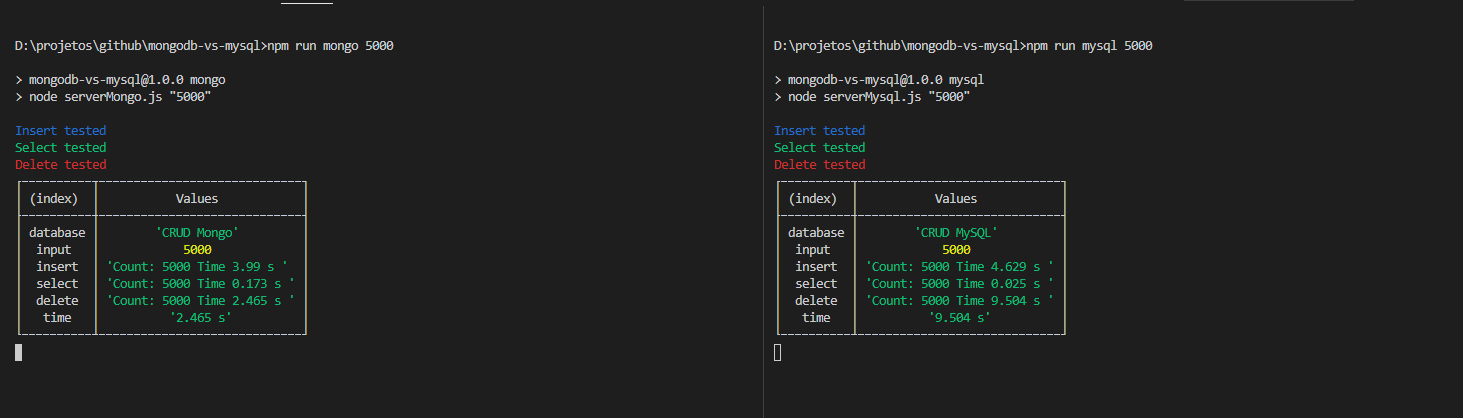 D:\projetos\github\mongodb-vs-mysql>npm run mongo 5000
> mongodb-vs-mysql@1.0.0 mongo
> node serverMongo.js "5000"
Insert tested
Select tested
Delete tested
(index) Values
database 'CRUD Mongo'
input 5000
insert 'Count: 5000 Time 3.99 s '
select 'Count: 5000 Time 0.173 s '
delete 'Count: 5000 Time 2.465 s '
time '2.465 s'
D:\projetos\github\mongodb-vs-mysql>npm run mysql 5000
> mongodb-vs-mysql@1.0.0 mysql
> node serverMysql.js "5000"
Insert tested
Select tested
Delete tested
(index) Values
database 'CRUD MySQL'
input 5000
insert 'Count: 5000 Time 4.629 s '
select 'Count: 5000 Time 0.025 s '
delete 'Count: 5000 Time 9.504 s '
time '9.504 s'